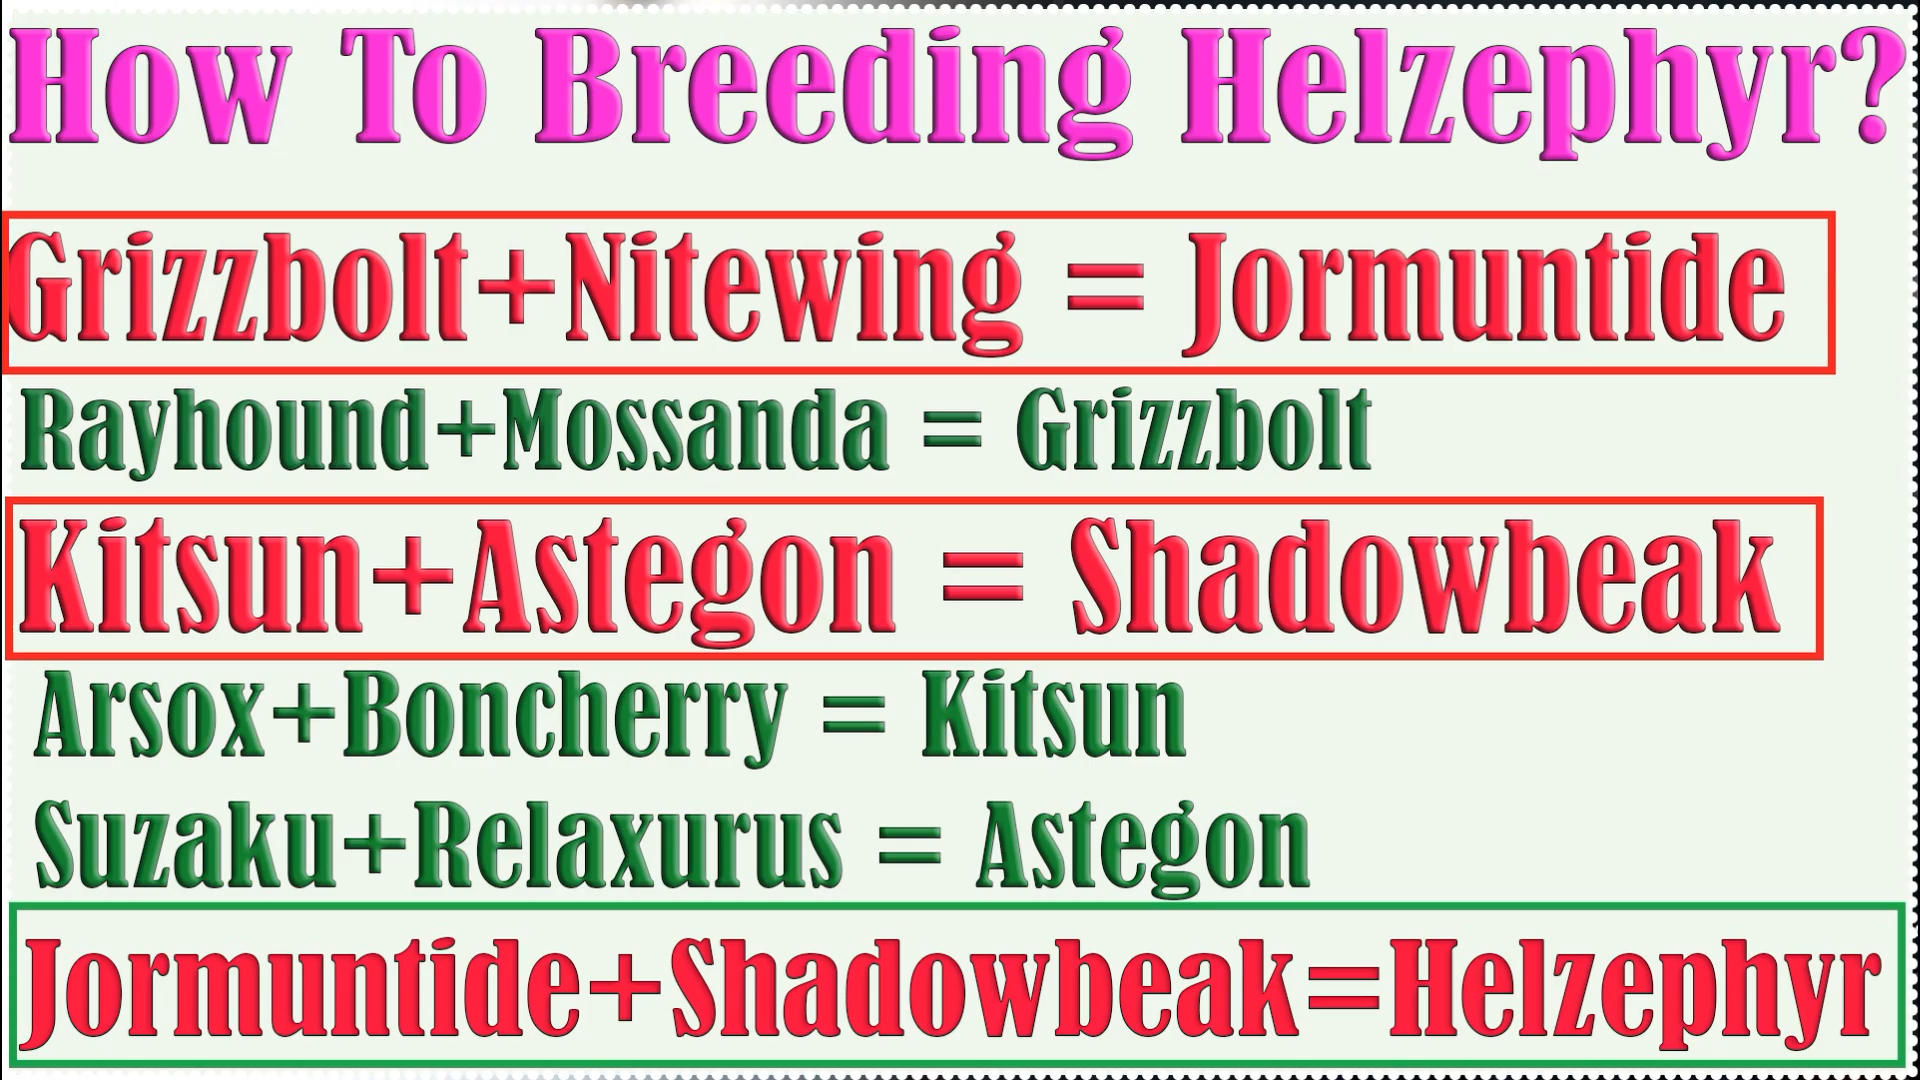 How To Breeding Helzephyr?
Grizzbolt+Nitewing = Jormuntide
Rayhound+Mossanda = Grizzbolt
Kitsun+Astegon = Shadowbeak
Arsox+Boncherry = Kitsun
Suzaku+Relaxurus = Astegon
Jormuntide+Shadowbeak=Helzephyr